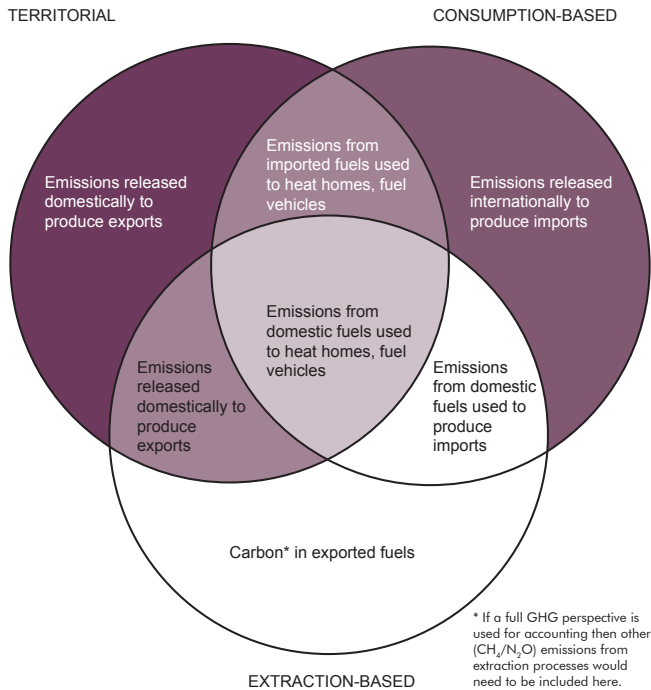 TERRITORIAL
CONSUMPTION-BASED
Emissions released
domestically to
produce exports
Emissions from
imported fuels used
to heat homes, fuel
vehicles
Emissions released
internationally to
produce imports
Emissions from
domestic fuels used
to heat homes, fuel
vehicles
Emissions
released
domestically to
produce
exports
Emissions
from domestic
fuels used to
produce
imports
Carbon* in exported fuels
* If a full GHG perspective is
used for accounting then other
(CH₄/N₂O) emissions from
extraction processes would
need to be included here.
EXTRACTION-BASED